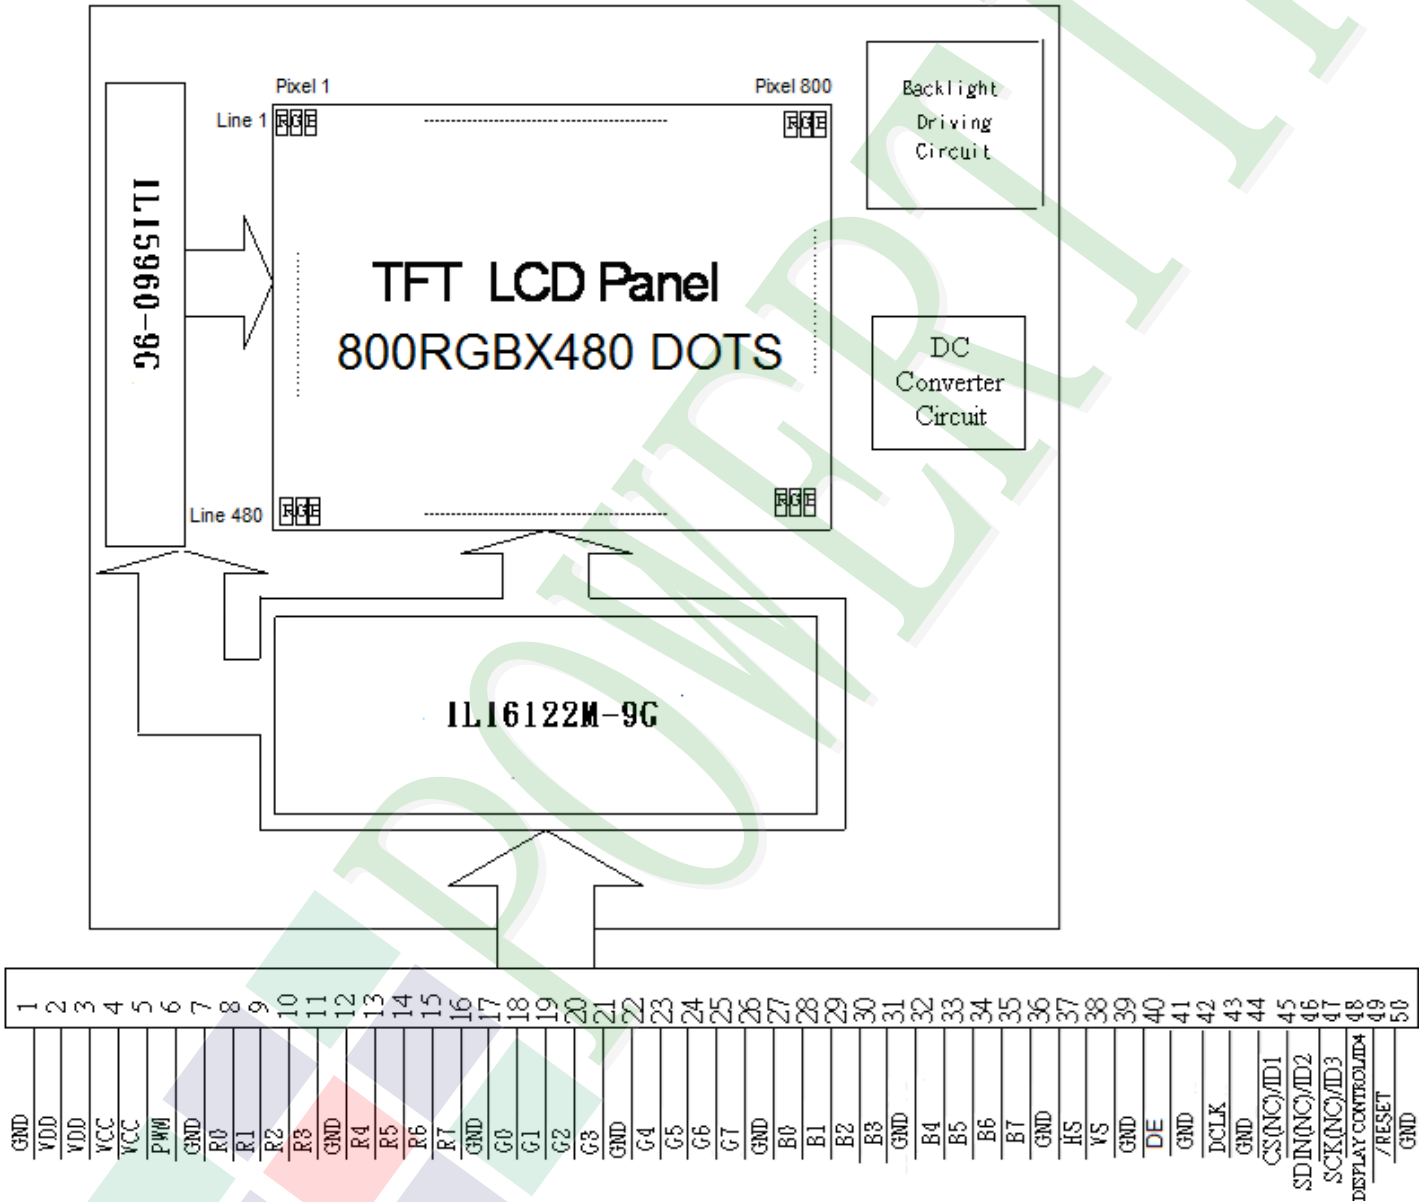 Pixel 1
Pixel 800
Line 1
RGB
RGB
Backlight
Driving
Circuit
ILI5960-9G
TFT LCD Panel
800RGBX480 DOTS
DC
Converter
Circuit
Line 480
RGB
RGB
ILI6122M-9G
POWERTI
1 2 3 4 5 6 7 8 9 10 11 12 13 14 15 16 17 18 19 20 21 22 23 24 25 26 27 28 29 30 31 32 33 34 35 36 37 38 39 40 41 42 43 44 45 46 47 48 49 50
GND
VDD
VDD
VCC
VCC
PWM
GND
R0
R1
R2
R3
GND
R4
R5
R6
R7
GND
G0
G1
G2
G3
GND
G4
G5
G6
G7
GND
B0
B1
B2
B3
GND
B4
B5
B6
B7
GND
HS
VS
GND
DE
GND
DCLK
GND
CS(NC)/ID1
SDIN(NC)/ID2
SCK(NC)/ID3
DISPLAY CONTROL/ID4
/RESET
GND